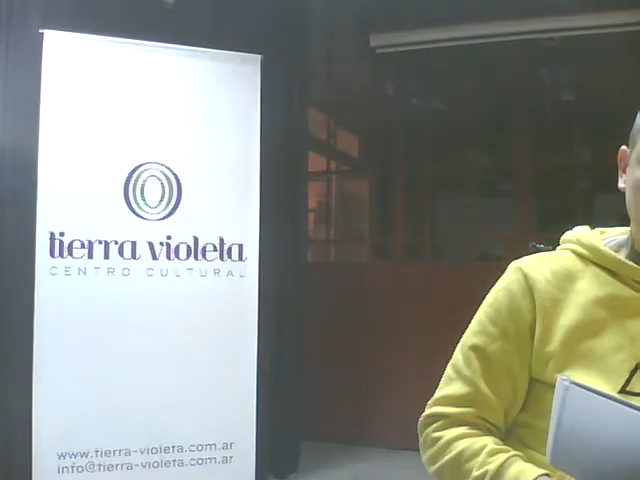 tierra violeta
CENTRO CULTURAL
www.tierra-violeta.com.ar
info@tierra-violeta.com.ar